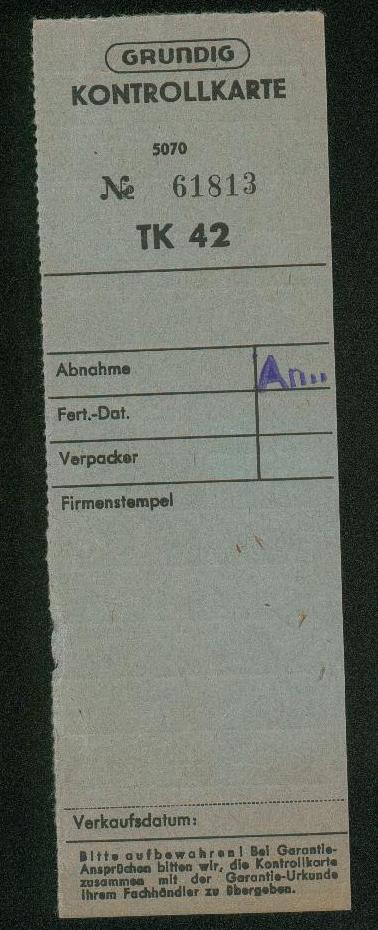 GRUNDIG
KONTROLLKARTE
5070
№ 61813
TK 42
Abnahme
Fert.-Dat.
Verpacker
Firmenstempel
Verkaufsdatum:
Bitte aufbewahren! Bei Garantie-
Ansprüchen bitten wir, die Kontrollkarte
zusammen mit der Garantie-Urkunde
Ihrem Fachhändler zu übergeben.